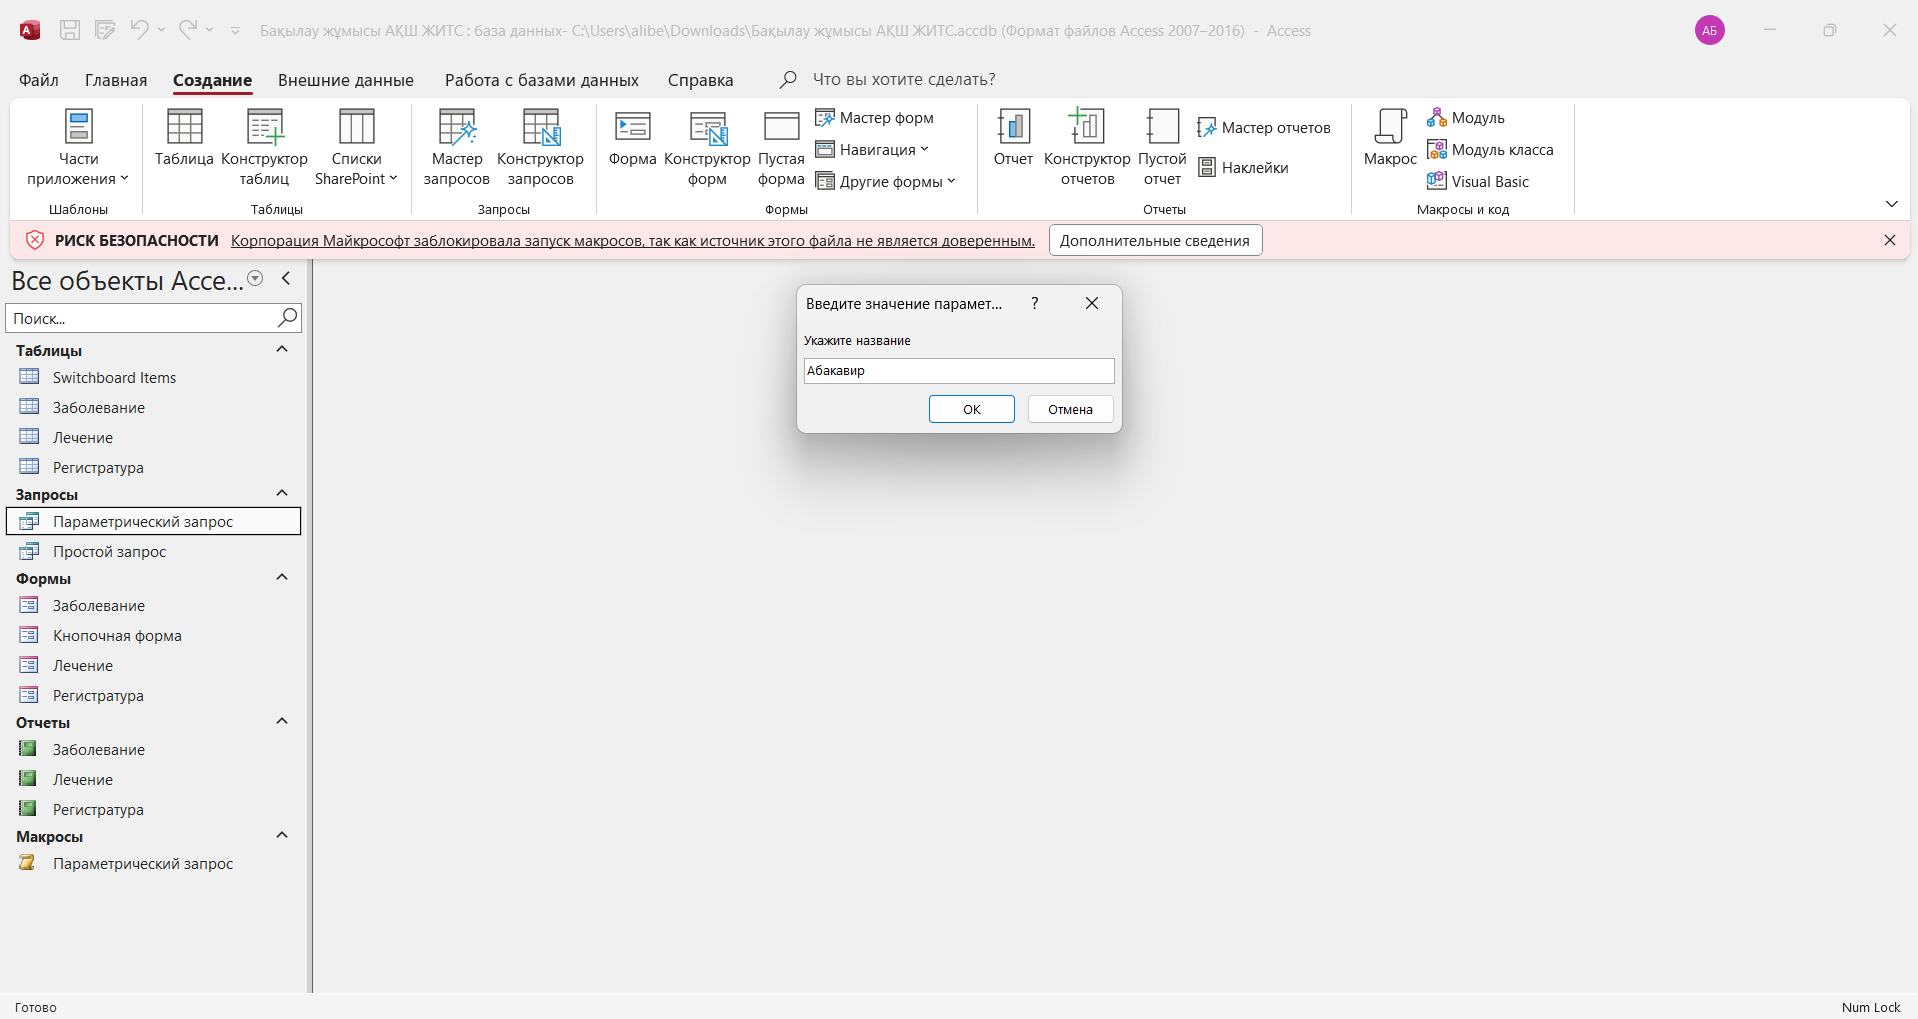 Бақылау жұмысы АҚШ ЖИТС : база данных- C:\Users\alibe\Downloads\Бақылау жұмысы АҚШ ЖИТС.accdb (Формат файлов Access 2007–2016) - Access
АБ
Файл Главная Создание Внешние данные Работа с базами данных Справка Что вы хотите сделать?
Части приложения
Шаблоны
Таблица
Конструктор таблиц
Списки SharePoint
Таблицы
Мастер запросов
Конструктор запросов
Запросы
Форма
Конструктор форм
Пустая форма
Мастер форм
Навигация
Другие формы
Формы
Отчет
Конструктор отчетов
Пустой отчет
Мастер отчетов
Наклейки
Отчеты
Макрос
Модуль
Модуль класса
Visual Basic
Макросы и код
РИСК БЕЗОПАСНОСТИ Корпорация Майкрософт заблокировала запуск макросов, так как источник этого файла не является доверенным. Дополнительные сведения
Все объекты Acce...
Поиск...
Таблицы
Switchboard Items
Заболевание
Лечение
Регистратура
Запросы
Параметрический запрос
Простой запрос
Формы
Заболевание
Кнопочная форма
Лечение
Регистратура
Отчеты
Заболевание
Лечение
Регистратура
Макросы
Параметрический запрос
Введите значение парамет... ?
Укажите название
Абакавир
ОК Отмена
Готово
Num Lock